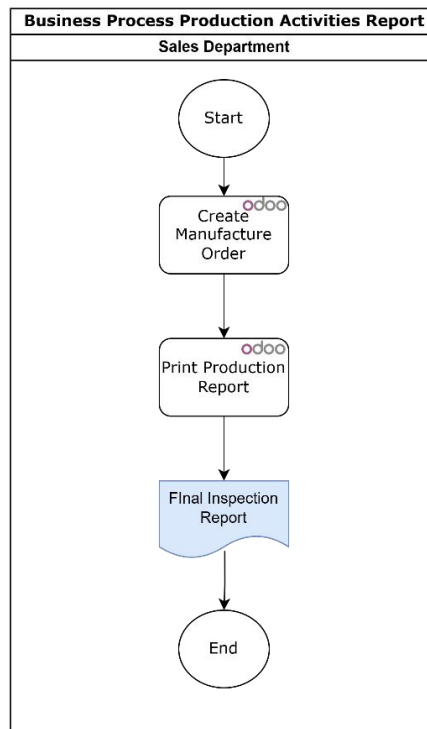 Business Process Production Activities Report
Sales Department
Start
odoo
Create
Manufacture
Order
odoo
Print Production
Report
FInal Inspection
Report
End